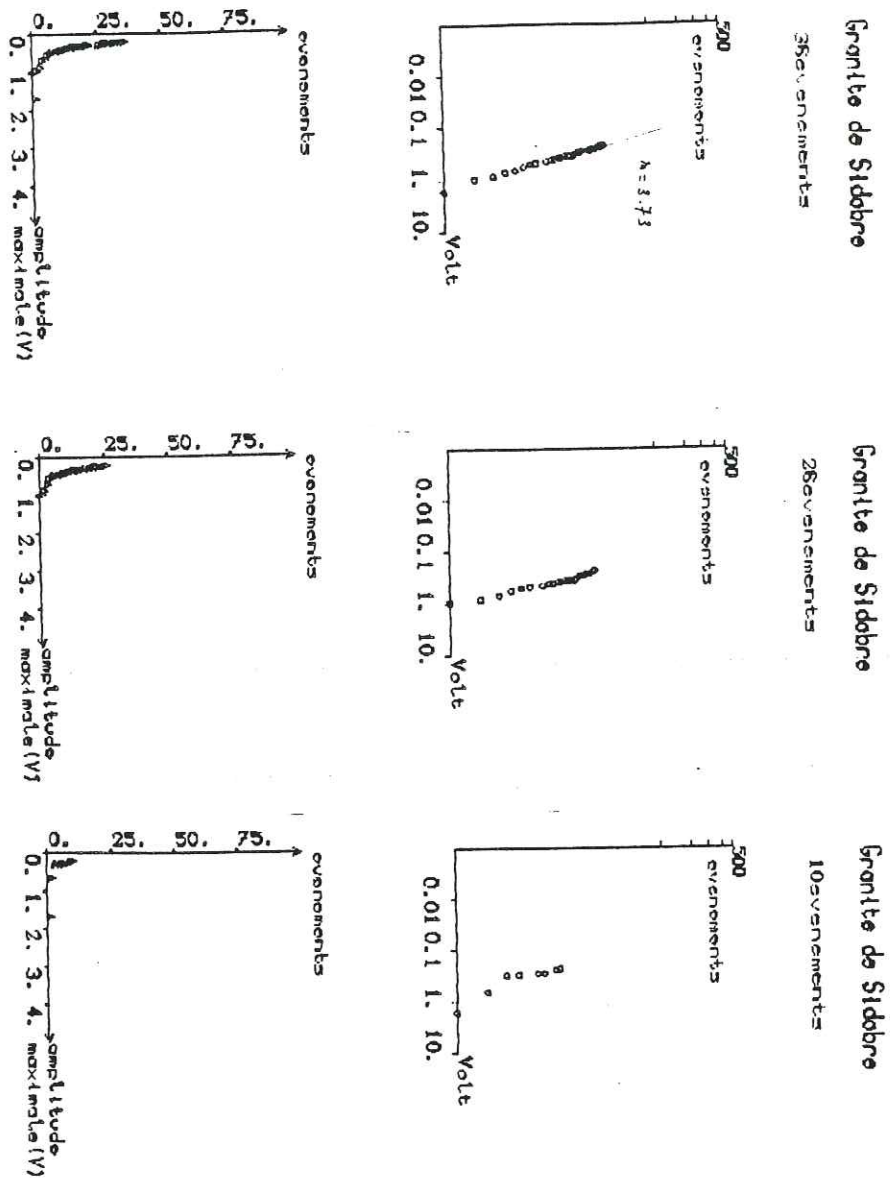 Granite de Sidobre
36evenements
500
evenements
= 3.73
0.01 0.1 1. 10. Volt
evenements
75.
50.
25.
0.
0. 1. 2. 3. 4. amplitude
maximale(V)
Granite de Sidobre
26evenements
500
evenements
0.01 0.1 1. 10. Volt
evenements
75.
50.
25.
0.
0. 1. 2. 3. 4. amplitude
maximale(V)
Granite de Sidobre
10evenements
500
evenements
0.01 0.1 1. 10. Volt
evenements
75.
50.
25.
0.
0. 1. 2. 3. 4. amplitude
maximale(V)